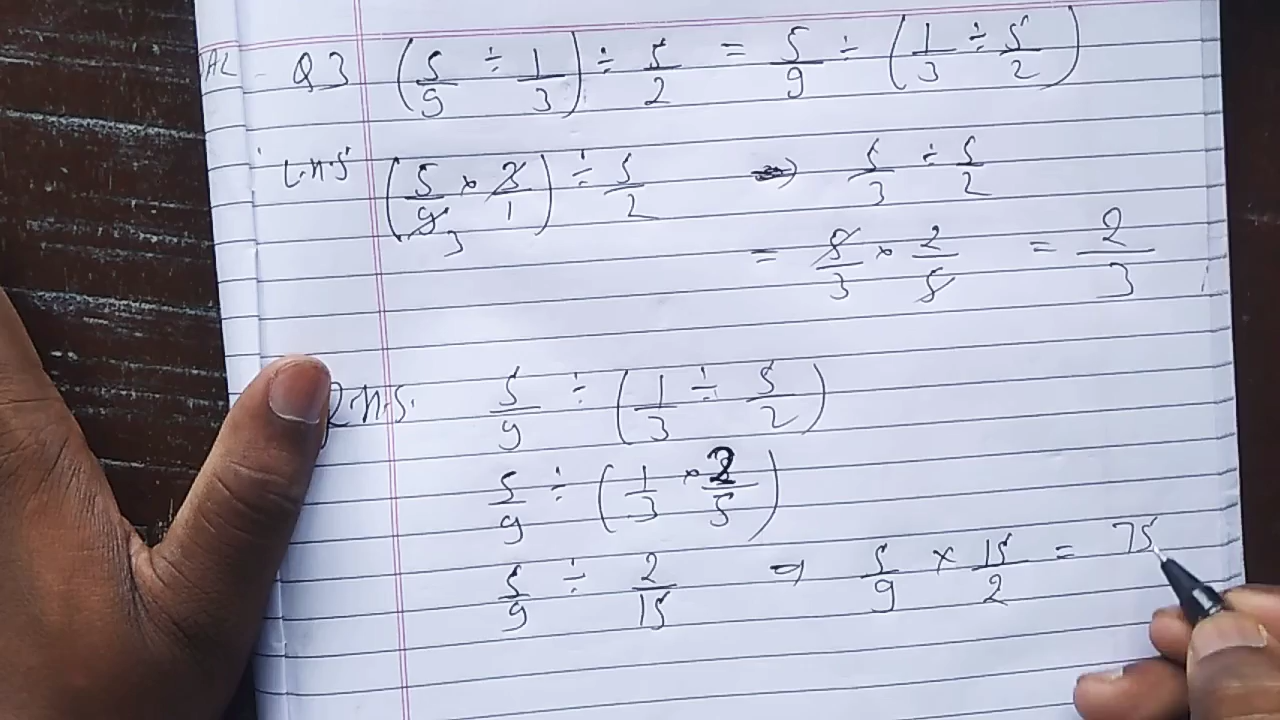 Q3 (5/9 ÷ 1/3) ÷ 5/2 = 5/9 ÷ (1/3 ÷ 5/2)
L.H.S (5/9 × 3/1) ÷ 5/2 ⇒ 5/3 ÷ 5/2
3
= 5/3 × 2/5 = 2/3
R.H.S. 5/9 ÷ (1/3 ÷ 5/2)
5/9 ÷ (1/3 × 2/5)
5/9 ÷ 2/15 ⇒ 5/9 × 15/2 = 75